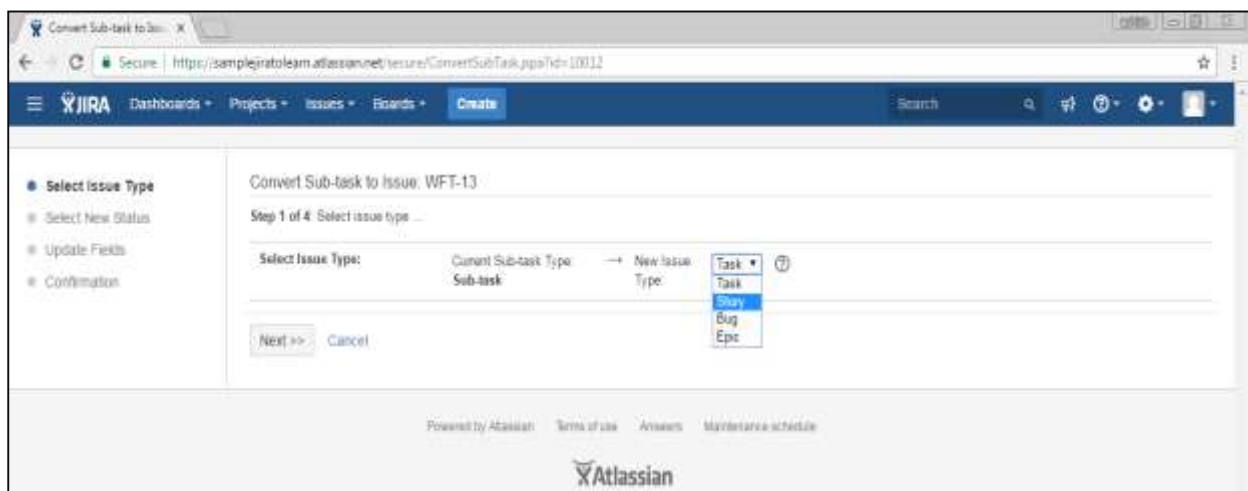 Convert Sub-task to Iss
Secure | https://samplejiratolearn.atlassian.net/secure/ConvertSubTask.jspa?id=10012
JIRA Dashboards Projects Issues Boards Create Search
Select Issue Type
Select New Status
Update Fields
Confirmation
Convert Sub-task to Issue: WFT-13
Step 1 of 4: Select issue type ...
Select Issue Type: Current Sub-task Type: → New Issue Task
Sub-task Type:
Task
Story
Bug
Epic
Next >> Cancel
Powered by Atlassian Terms of use Answers Maintenance schedule
Atlassian